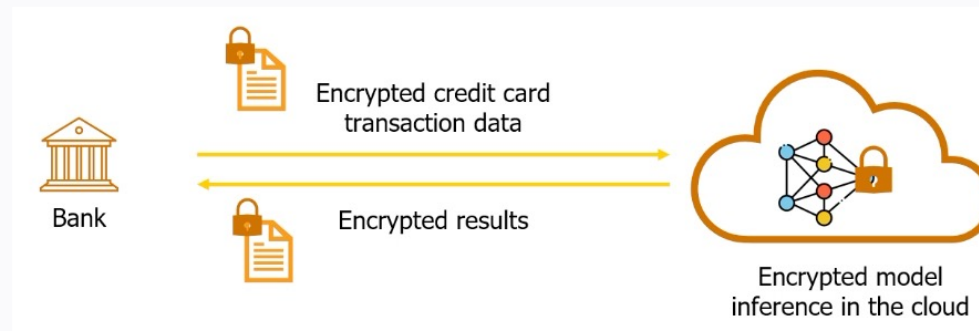 Encrypted credit card
transaction data
Bank
Encrypted results
Encrypted model
inference in the cloud